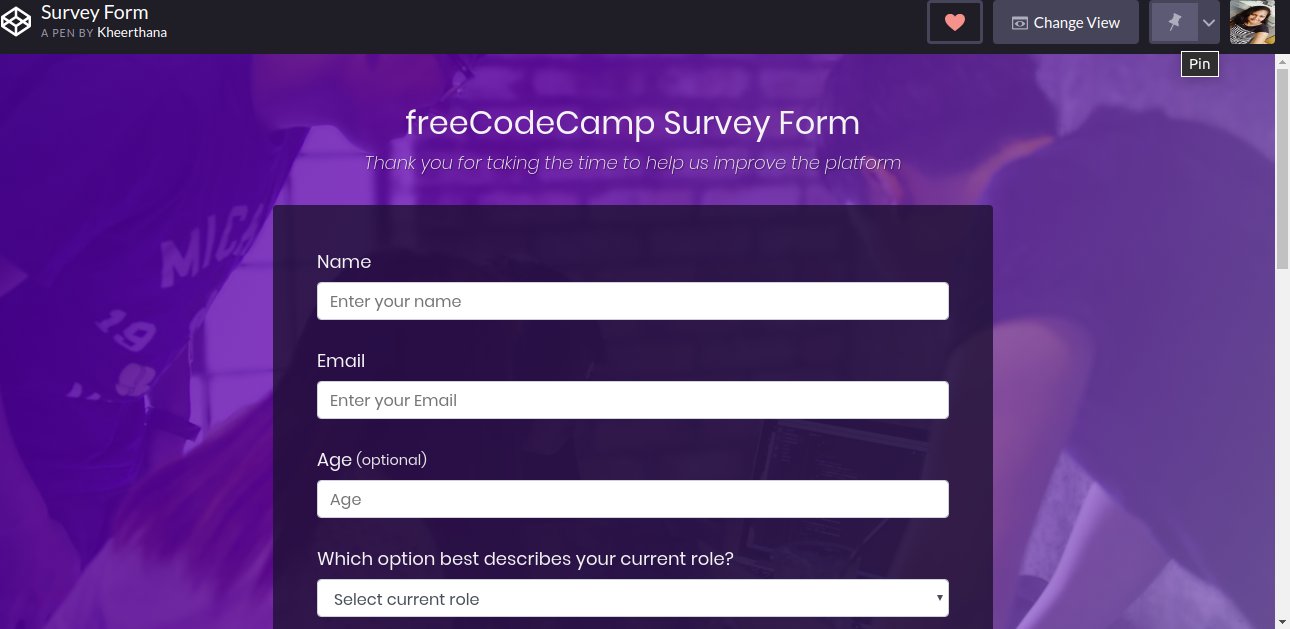 Survey Form
A PEN BY Kheerthana
Change View
Pin
freeCodeCamp Survey Form
Thank you for taking the time to help us improve the platform
MICA
19
Name
Enter your name
Email
Enter your Email
Age (optional)
Age
Which option best describes your current role?
Select current role